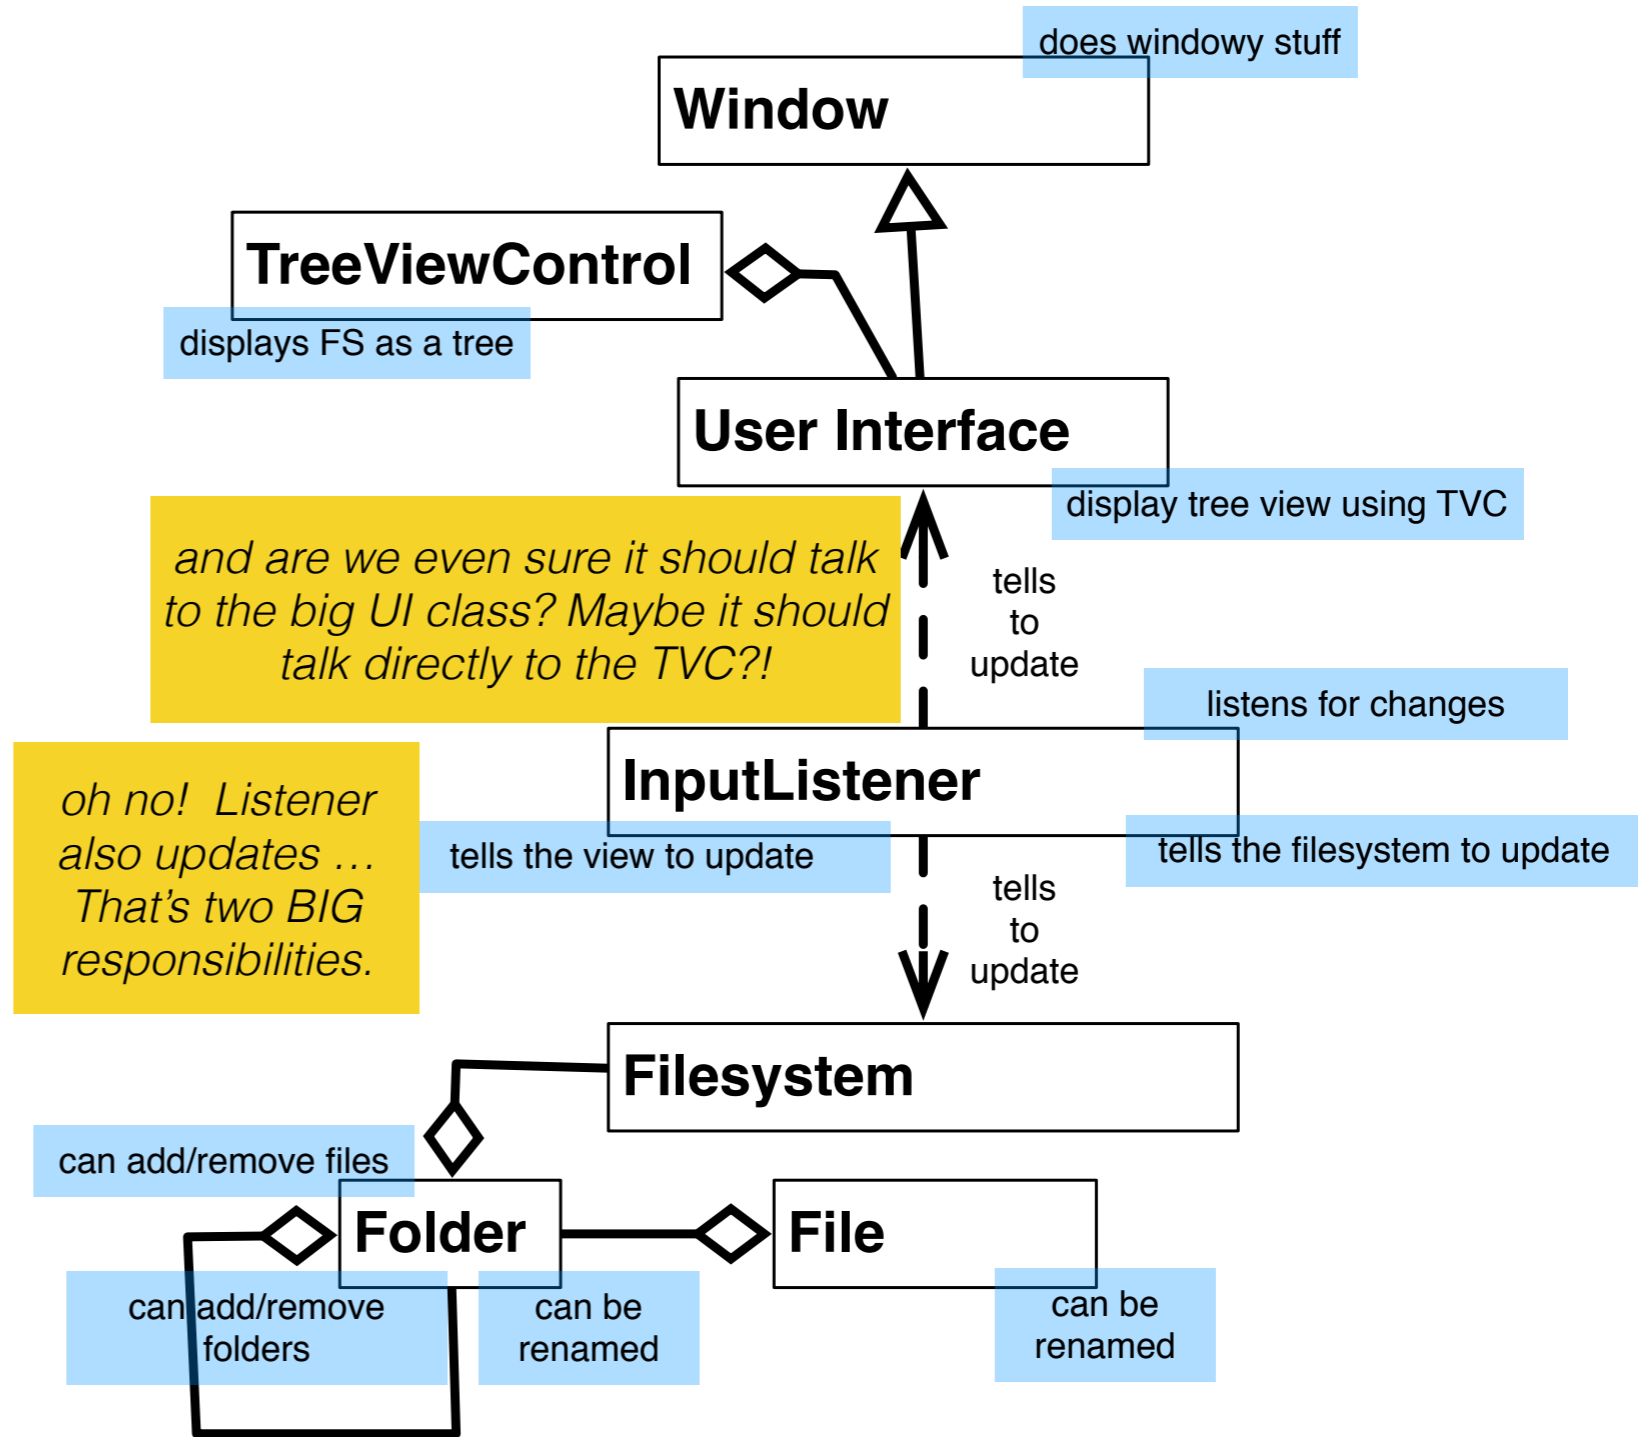 does windowy stuff
Window
TreeViewControl
displays FS as a tree
User Interface
display tree view using TVC
and are we even sure it should talk
to the big UI class? Maybe it should
talk directly to the TVC?!
tells
to
update
listens for changes
InputListener
oh no!  Listener
also updates …
That’s two BIG
responsibilities.
tells the view to update
tells the filesystem to update
tells
to
update
Filesystem
can add/remove files
Folder
File
can add/remove
folders
can be
renamed
can be
renamed